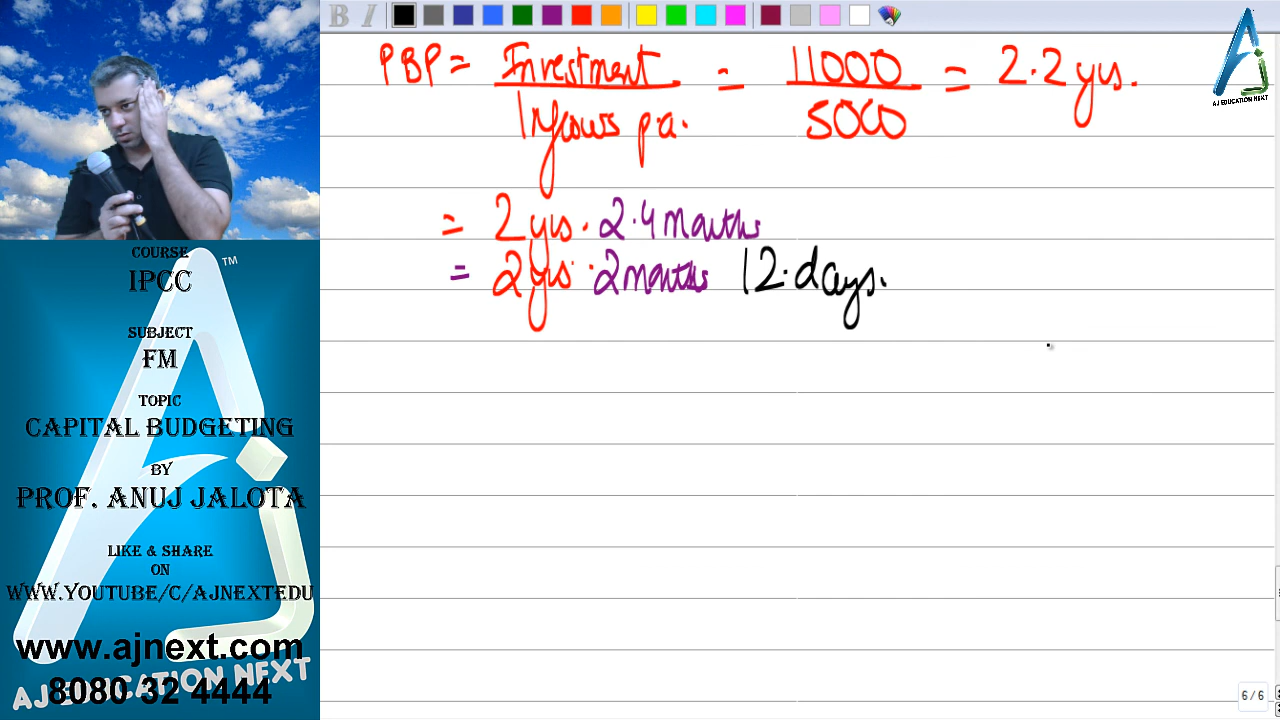 B I
PBP = Investment / Inflows p.a. = 11000 / 5000 = 2.2 yrs.
= 2 yrs. 2.4 months
= 2 yrs. 2 months 12. days.
AJ EDUCATION NEXT
COURSE
IPCC
SUBJECT
FM
TOPIC
CAPITAL BUDGETING
BY
PROF. ANUJ JALOTA
LIKE & SHARE
ON
WWW.YOUTUBE/C/AJNEXTEDU
www.ajnext.com
8080 32 4444
AJ EDUCATION NEXT
TM
6/6